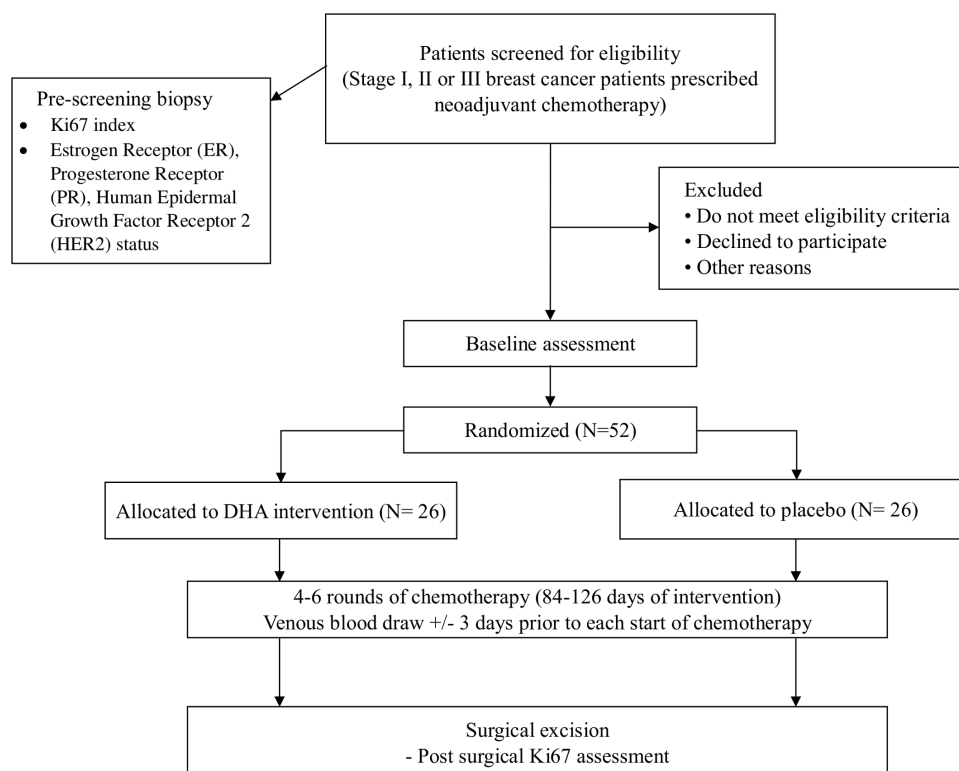 Patients screened for eligibility
(Stage I, II or III breast cancer patients prescribed
neoadjuvant chemotherapy)
Pre-screening biopsy
• Ki67 index
• Estrogen Receptor (ER),
Progesterone Receptor
(PR), Human Epidermal
Growth Factor Receptor 2
(HER2) status
Excluded
• Do not meet eligibility criteria
• Declined to participate
• Other reasons
Baseline assessment
Randomized (N=52)
Allocated to DHA intervention (N= 26)
Allocated to placebo (N= 26)
4-6 rounds of chemotherapy (84-126 days of intervention)
Venous blood draw +/- 3 days prior to each start of chemotherapy
Surgical excision
- Post surgical Ki67 assessment